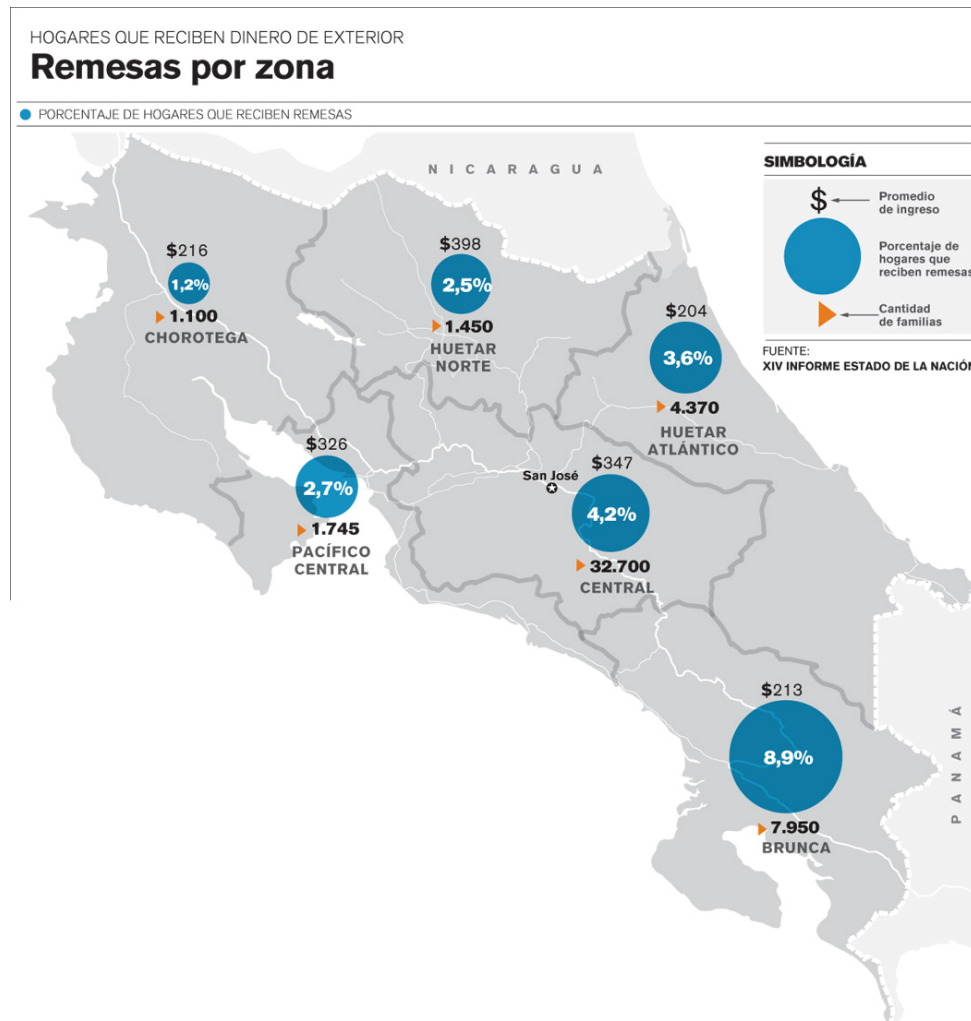 HOGARES QUE RECIBEN DINERO DE EXTERIOR
Remesas por zona
PORCENTAJE DE HOGARES QUE RECIBEN REMESAS
NICARAGUA
SIMBOLOGÍA
$
Promedio
de ingreso
Porcentaje de
hogares que
reciben remesas
Cantidad
de familias
FUENTE:
XIV INFORME ESTADO DE LA NACIÓN
$216
1,2%
1.100
CHOROTEGA
$398
2,5%
1.450
HUETAR
NORTE
$204
3,6%
4.370
HUETAR
ATLÁNTICO
$326
2,7%
1.745
PACÍFICO
CENTRAL
San José
$347
4,2%
32.700
CENTRAL
$213
8,9%
7.950
BRUNCA
PANAMÁ